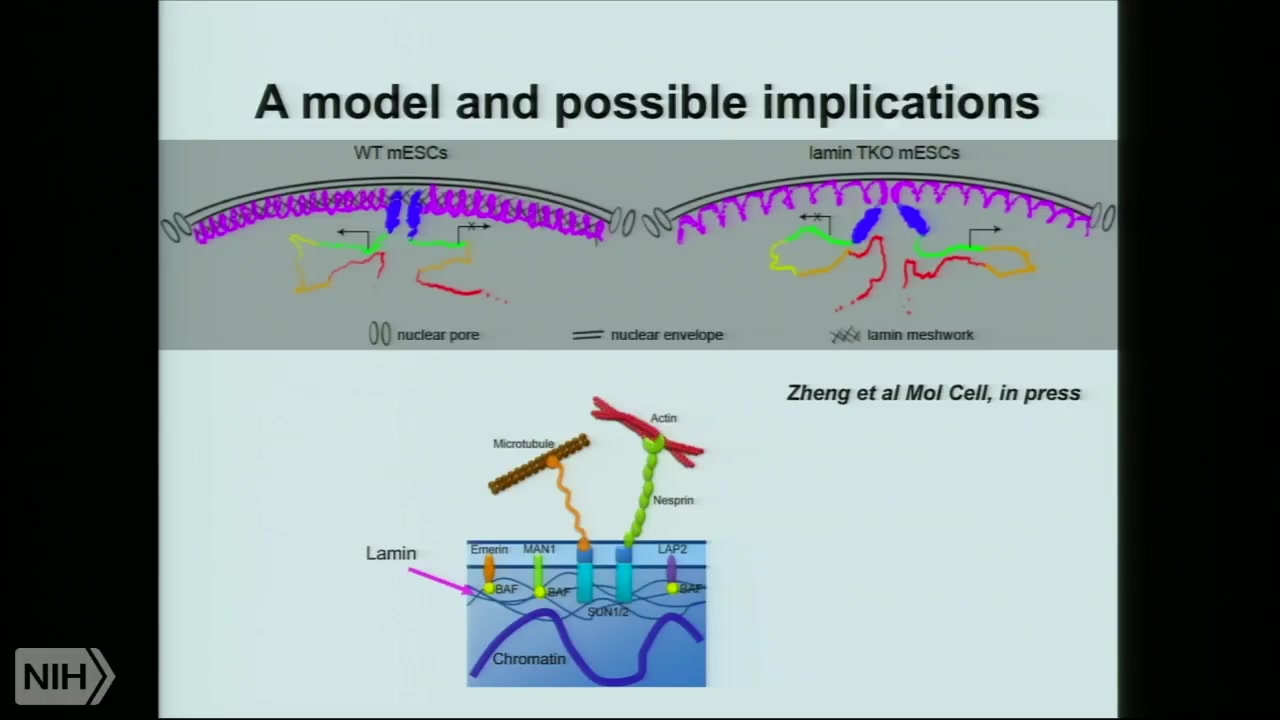 A model and possible implications
WT mESCs
lamin TKO mESCs
nuclear pore
nuclear envelope
lamin meshwork
Zheng et al Mol Cell, in press
Actin
Microtubule
Nesprin
Lamin
Emerin
MAN1
LAP2
BAF
BAF
BAF
SUN1/2
Chromatin
NIH